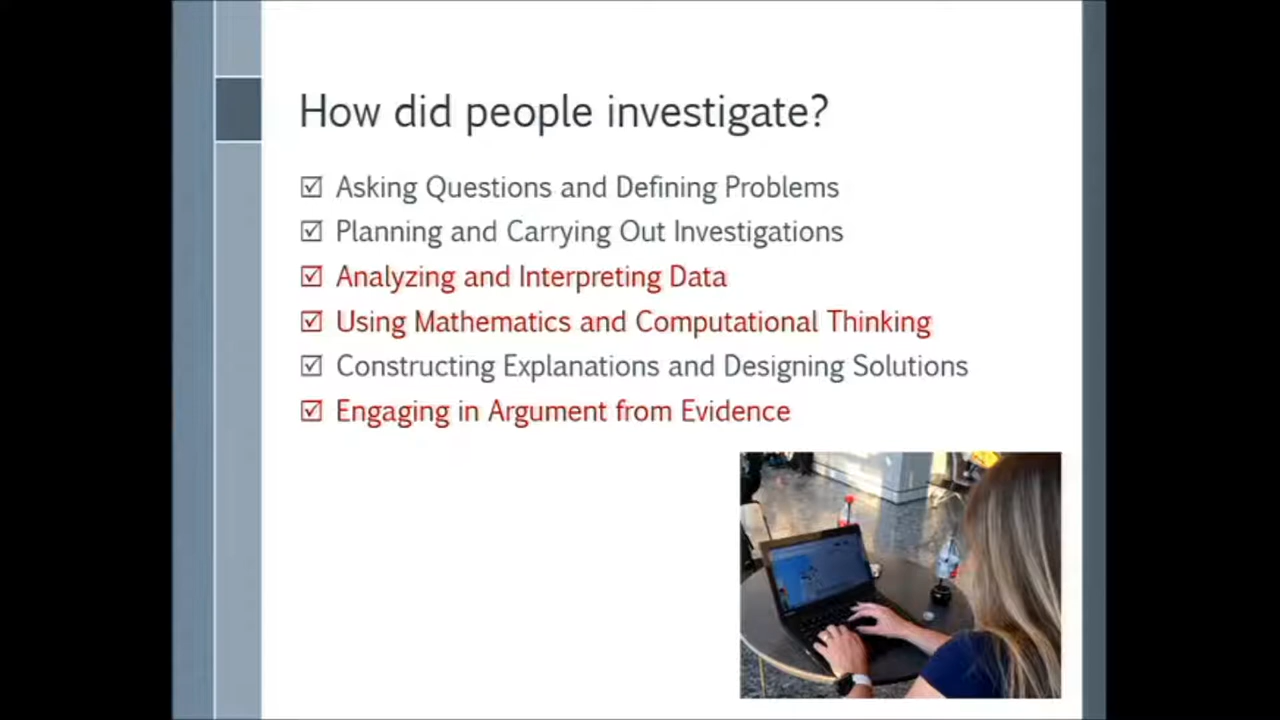 How did people investigate?
☑ Asking Questions and Defining Problems
☑ Planning and Carrying Out Investigations
☑ Analyzing and Interpreting Data
☑ Using Mathematics and Computational Thinking
☑ Constructing Explanations and Designing Solutions
☑ Engaging in Argument from Evidence